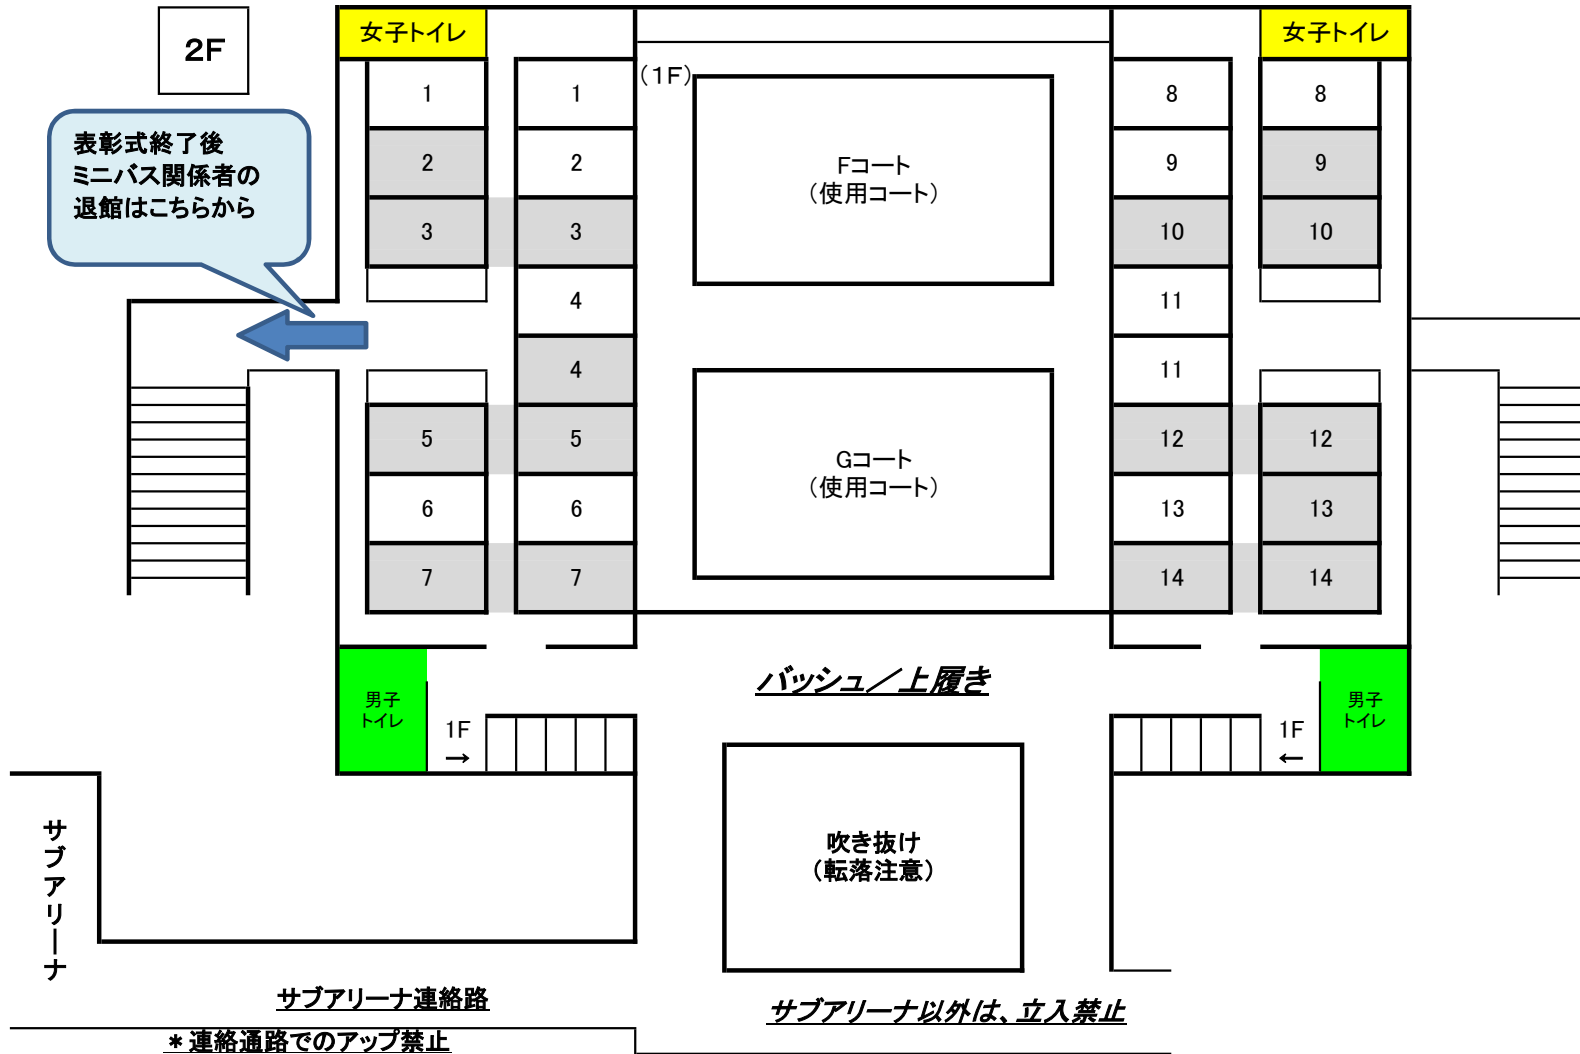 2F
女子トイレ
女子トイレ
(1F)
表彰式終了後
ミニバス関係者の
退館はこちらから
1
1
8
8
2
2
9
9
3
3
10
10
4
11
4
11
5
5
12
12
6
6
13
13
7
7
14
14
Fコート
（使用コート）
Gコート
（使用コート）
バッシュ／上履き
男子
トイレ
1F
→
1F
←
男子
トイレ
吹き抜け
（転落注意）
サブアリーナ
サブアリーナ連絡路
＊連絡通路でのアップ禁止
サブアリーナ以外は、立入禁止